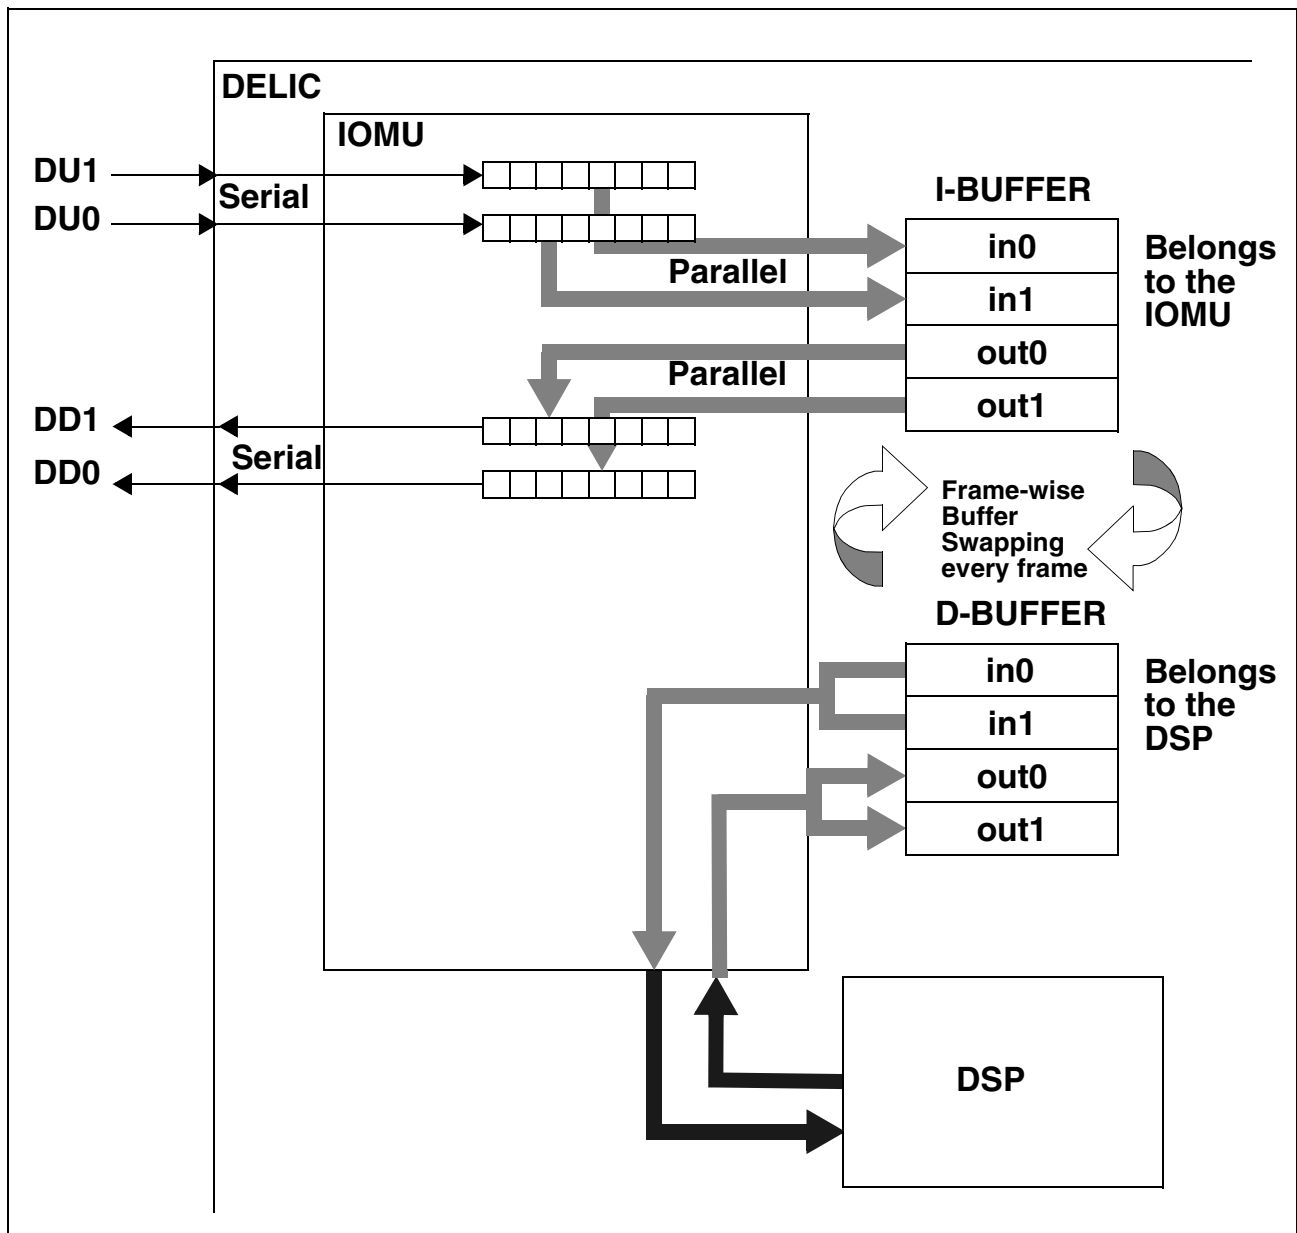 DELIC
IOMU
DU1
Serial
DU0
I-BUFFER
in0
in1
out0
out1
Belongs
to the
IOMU
Parallel
Parallel
DD1
Serial
DD0
Frame-wise
Buffer
Swapping
every frame
D-BUFFER
in0
in1
out0
out1
Belongs
to the
DSP
DSP